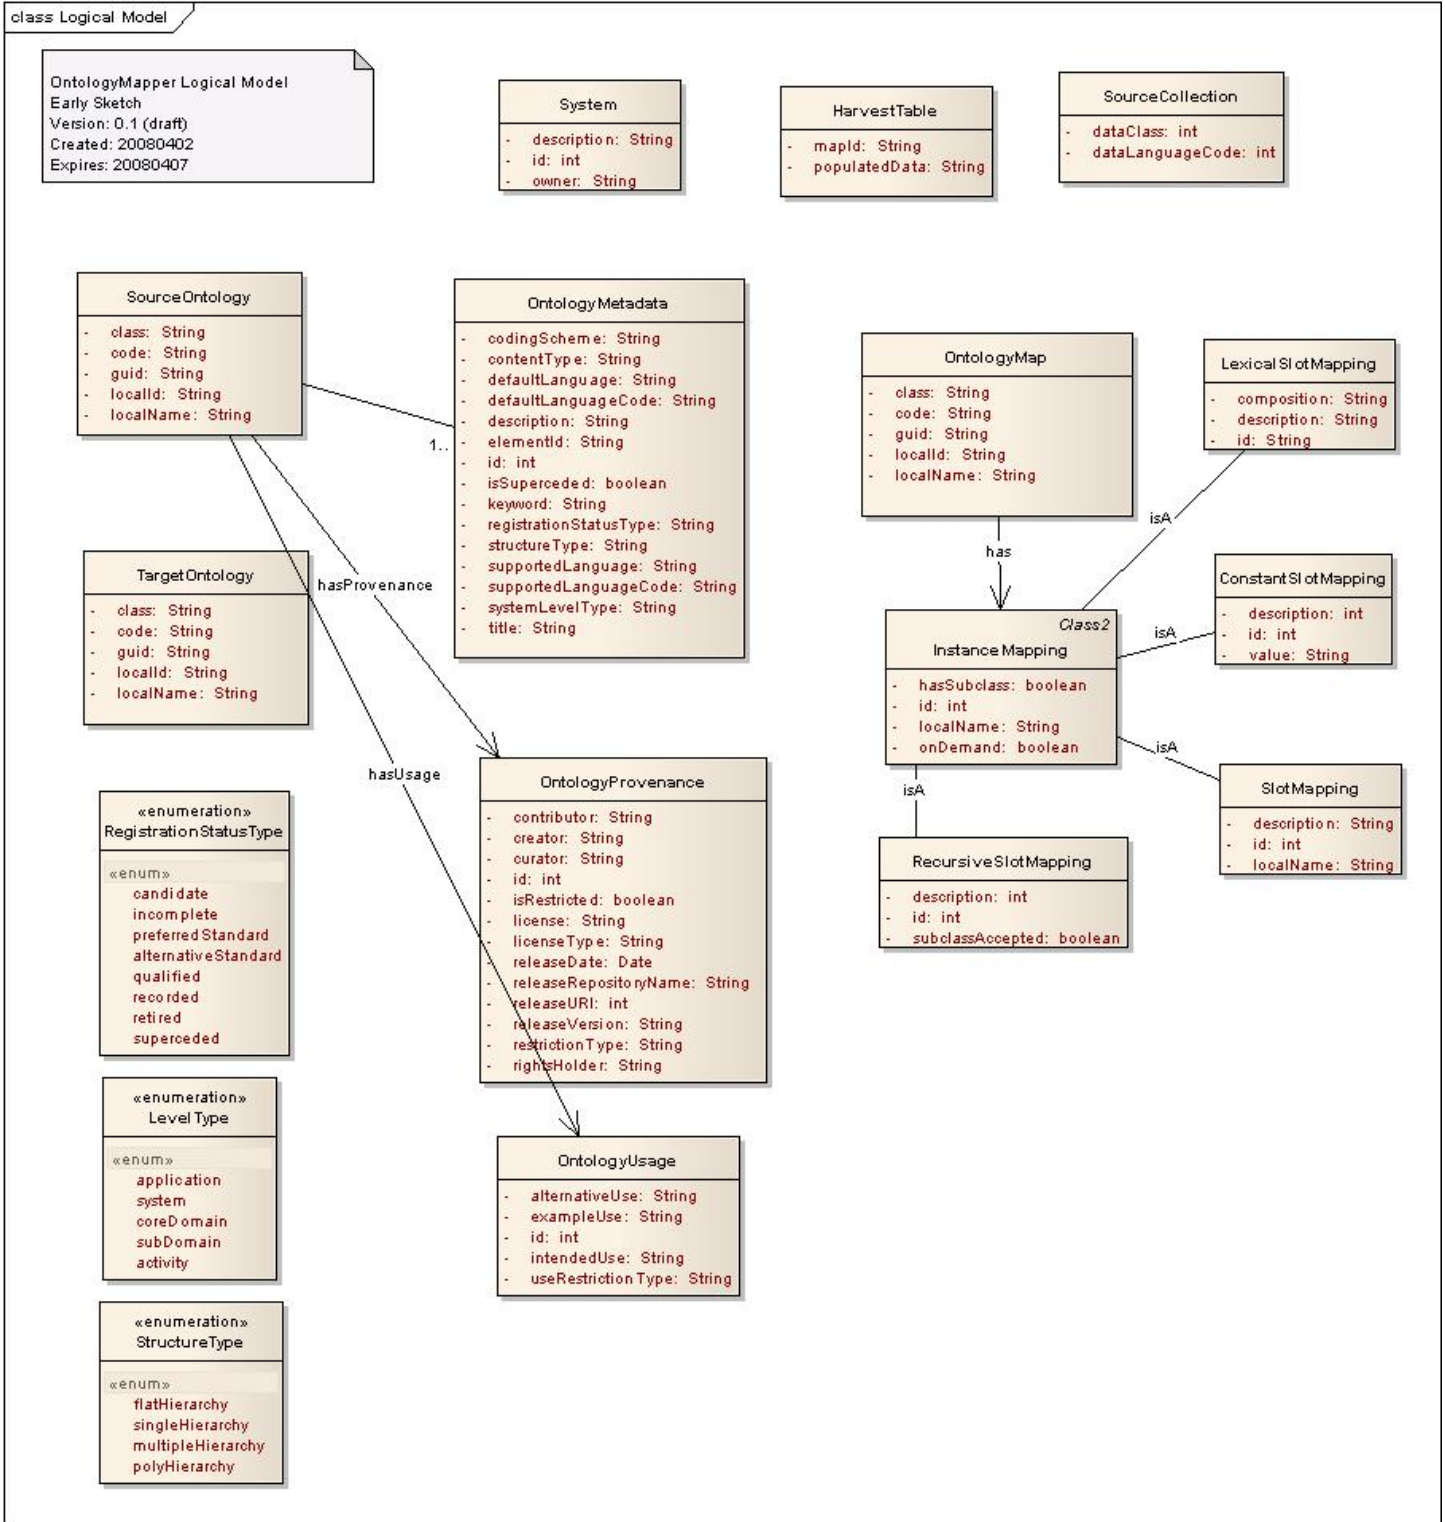 class Logical Model
OntologyMapper Logical Model
Early Sketch
Version: 0.1 (draft)
Created: 20080402
Expires: 20080407
System
- description: String
- id: int
- owner: String
HarvestTable
- mapId: String
- populatedData: String
SourceCollection
- dataClass: int
- dataLanguageCode: int
SourceOntology
- class: String
- code: String
- guid: String
- localId: String
- localName: String
OntologyMetadata
- codingScheme: String
- contentType: String
- defaultLanguage: String
- defaultLanguageCode: String
- description: String
- elementId: String
- id: int
- isSuperceded: boolean
- keyword: String
- registrationStatusType: String
- structureType: String
- supportedLanguage: String
- supportedLanguageCode: String
- systemLevelType: String
- title: String
1..
OntologyMap
- class: String
- code: String
- guid: String
- localId: String
- localName: String
LexicalSlotMapping
- composition: String
- description: String
- id: String
isA
has
TargetOntology
- class: String
- code: String
- guid: String
- localId: String
- localName: String
hasProvenance
ConstantSlotMapping
- description: int
- id: int
- value: String
isA
Class2
InstanceMapping
- hasSubclass: boolean
- id: int
- localName: String
- onDemand: boolean
isA
SlotMapping
- description: String
- id: int
- localName: String
isA
RecursiveSlotMapping
- description: int
- id: int
- subclassAccepted: boolean
hasUsage
OntologyProvenance
- contributor: String
- creator: String
- curator: String
- id: int
- isRestricted: boolean
- license: String
- licenseType: String
- releaseDate: Date
- releaseRepositoryName: String
- releaseURI: int
- releaseVersion: String
- restrictionType: String
- rightsHolder: String
«enumeration»
RegistrationStatusType
«enum»
candidate
incomplete
preferredStandard
alternativeStandard
qualified
recorded
retired
superceded
«enumeration»
LevelType
«enum»
application
system
coreDomain
subDomain
activity
OntologyUsage
- alternativeUse: String
- exampleUse: String
- id: int
- intendedUse: String
- useRestrictionType: String
«enumeration»
StructureType
«enum»
flatHierarchy
singleHierarchy
multipleHierarchy
polyHierarchy